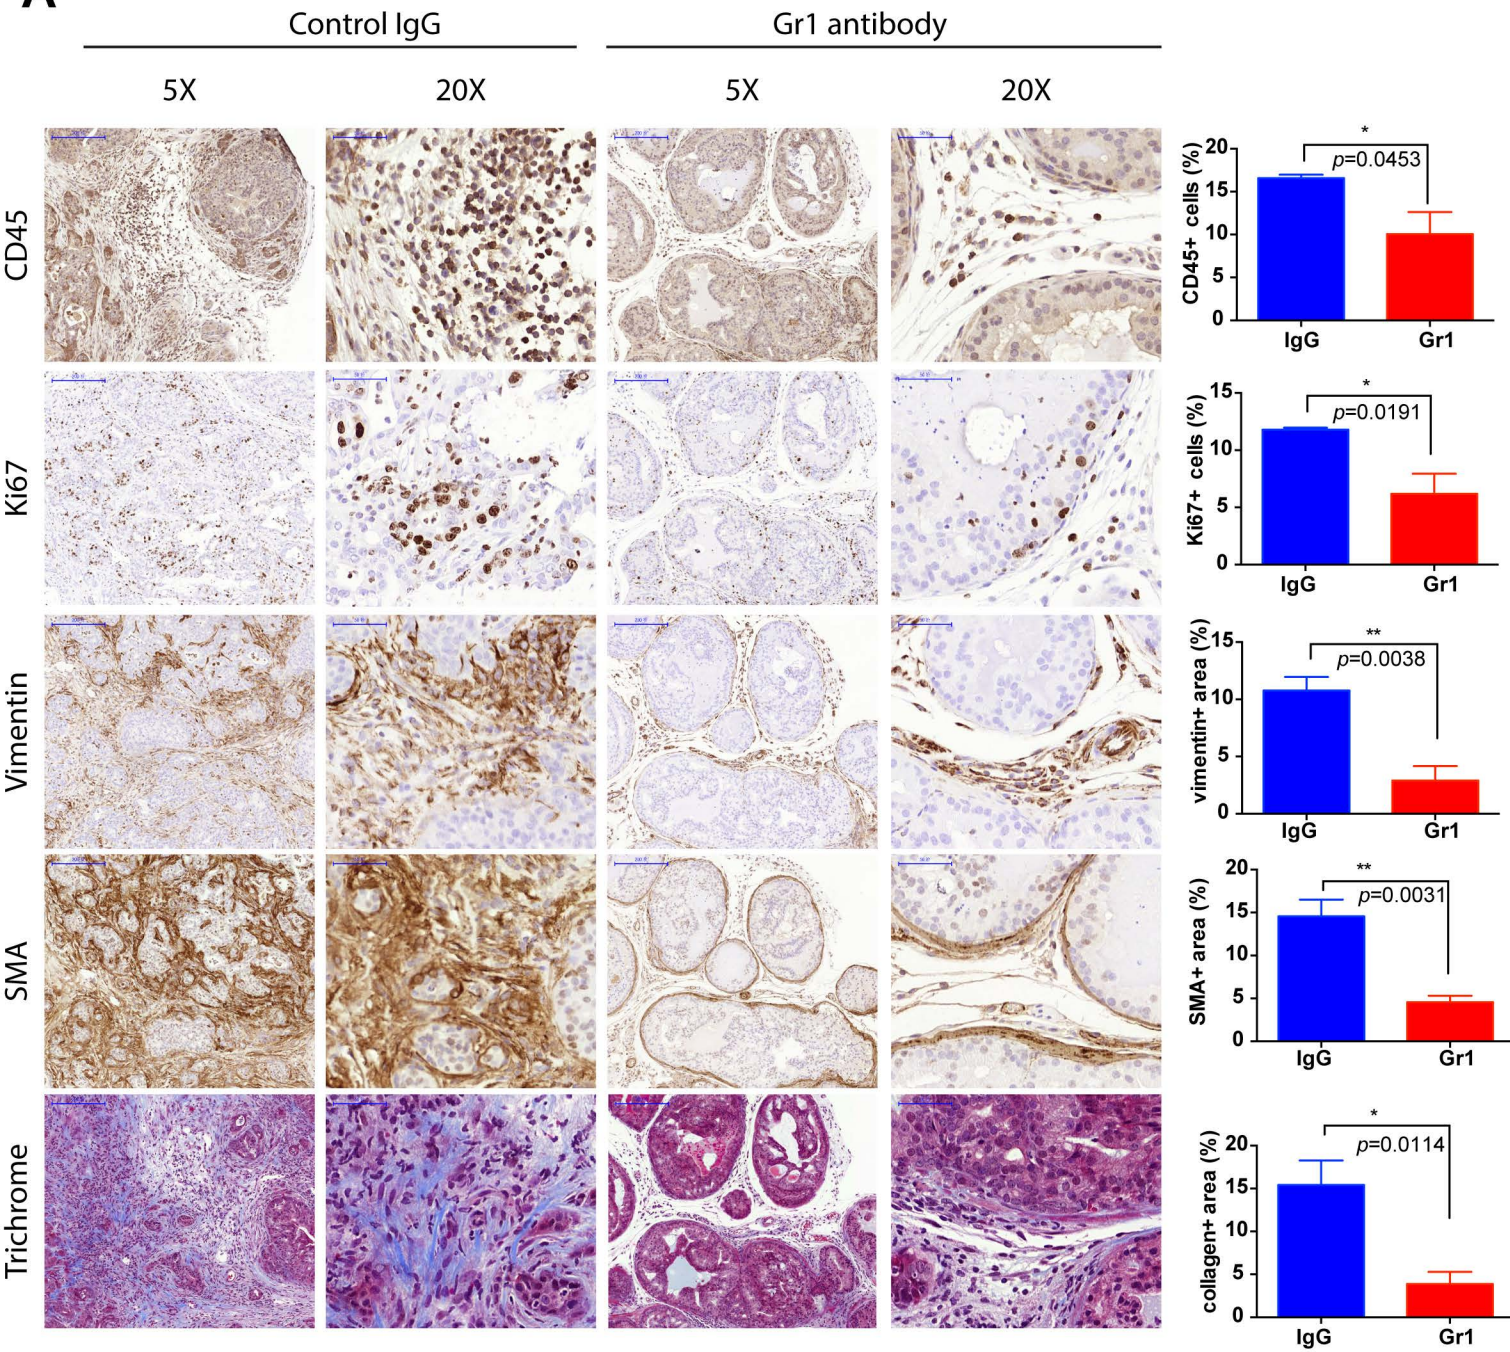 A
Control IgG
Gr1 antibody
5X
20X
5X
20X
CD45
CD45+ cells (%)
20
15
10
5
0
*
p=0.0453
IgG
Gr1
Ki67
Ki67+ cells (%)
15
10
5
0
*
p=0.0191
IgG
Gr1
Vimentin
vimentin+ area (%)
15
10
5
0
**
p=0.0038
IgG
Gr1
SMA
SMA+ area (%)
20
15
10
5
0
**
p=0.0031
IgG
Gr1
Trichrome
collagen+ area (%)
20
15
10
5
0
*
p=0.0114
IgG
Gr1